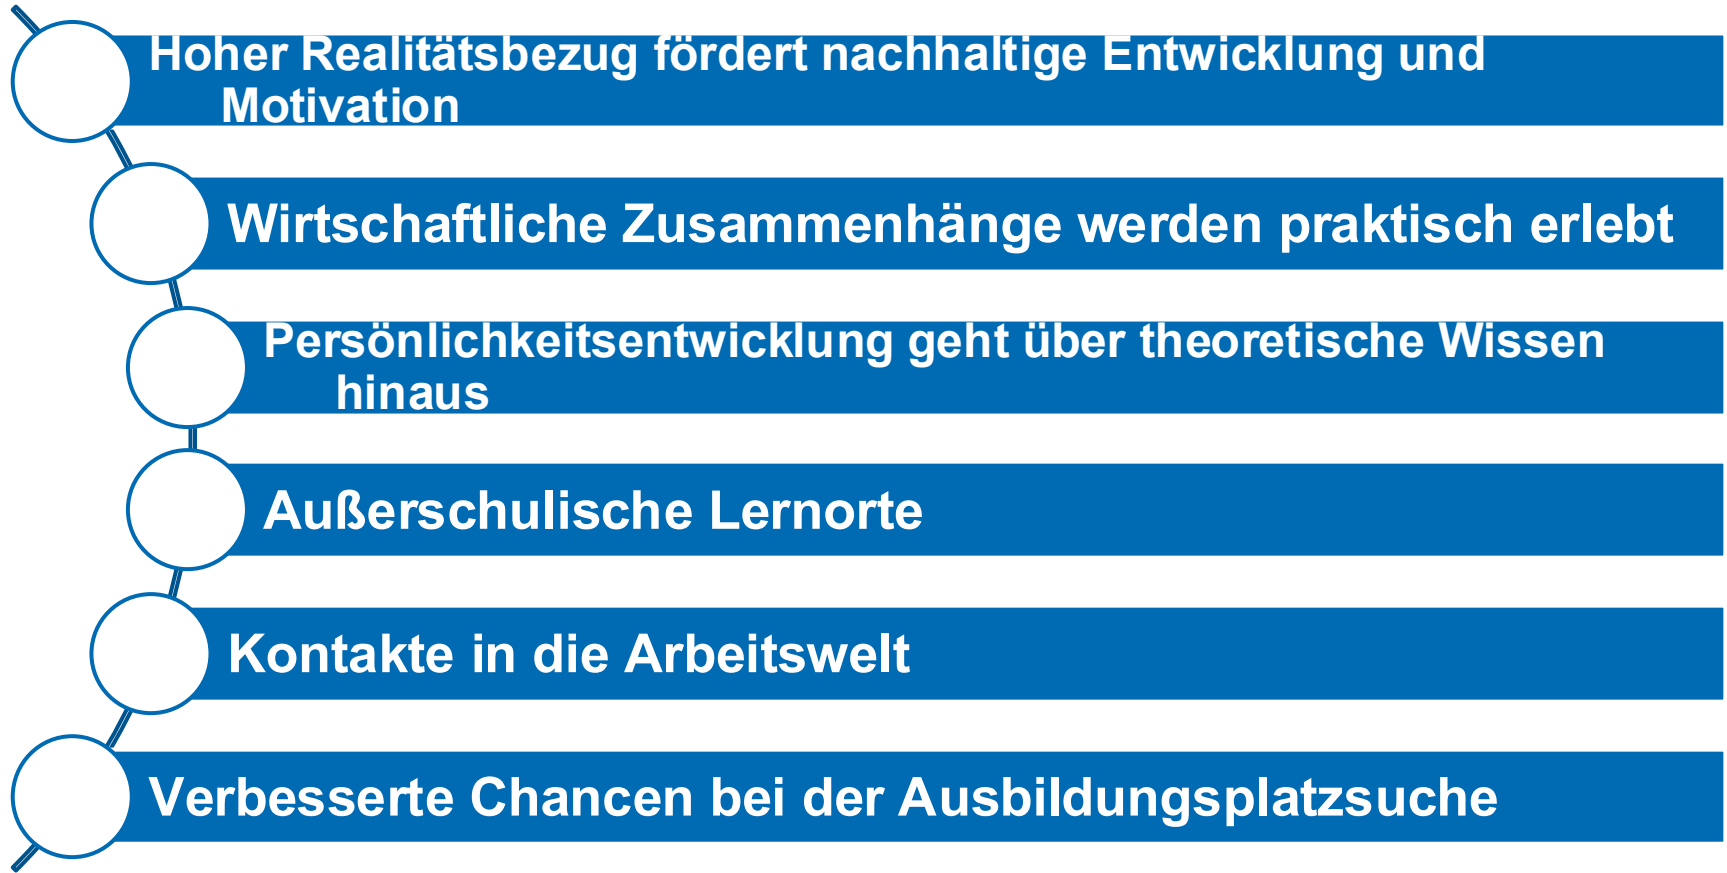 Hoher Realitätsbezug fördert nachhaltige Entwicklung und
Motivation
Wirtschaftliche Zusammenhänge werden praktisch erlebt
Persönlichkeitsentwicklung geht über theoretische Wissen
hinaus
Außerschulische Lernorte
Kontakte in die Arbeitswelt
Verbesserte Chancen bei der Ausbildungsplatzsuche